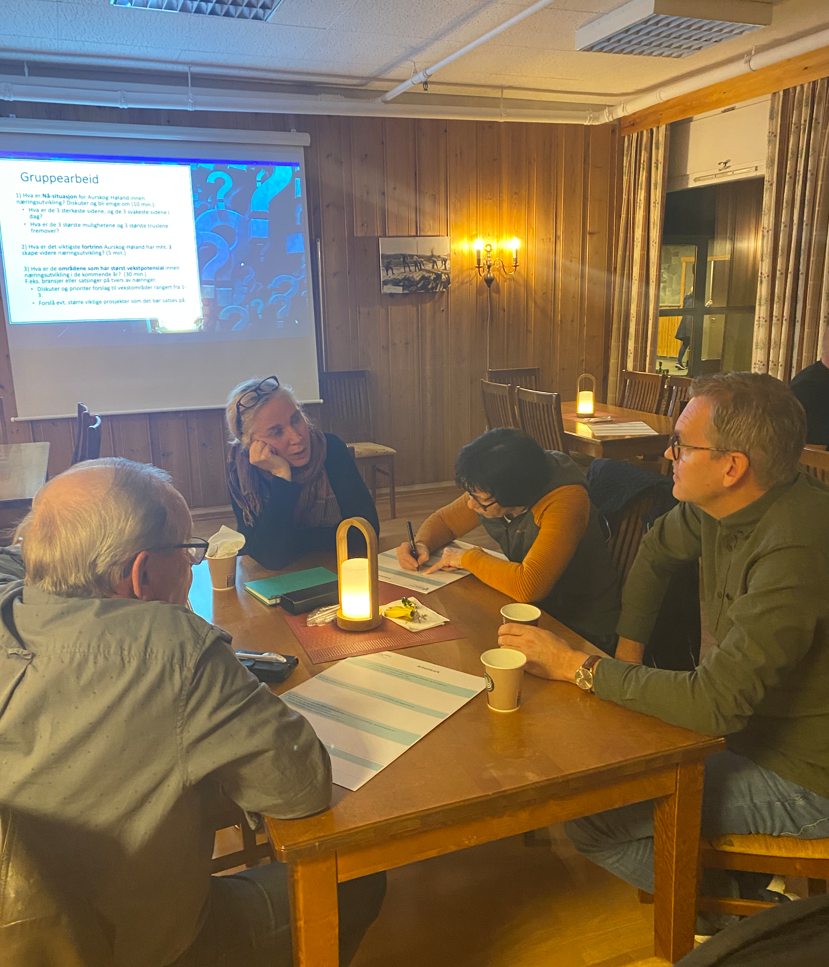 Gruppearbeid
1) Hva er Nå-situasjon for Aurskog-Høland innen
næringsutvikling? Diskuter og bli enige om (10 min.)
• Hva er de 3 sterkeste sidene, og de 3 svakeste sidene i
dag?
• Hva er de 3 største mulighetene og 3 største truslene
fremover?
2) Hva er det viktigste fortrinn Aurskog-Høland har mht. å
skape videre næringsutvikling? (5 min.)
3) Hva er de områdene som har størst vekstpotensial innen
næringsutvikling i de kommende år? (30 min.)
F.eks. bransjer eller satsinger på tvers av næringer.
• Diskuter og prioriter forslag til vekstområder rangert fra 1-
3.
• Forslå evt. større viktige prosjekter som det bør satses på.